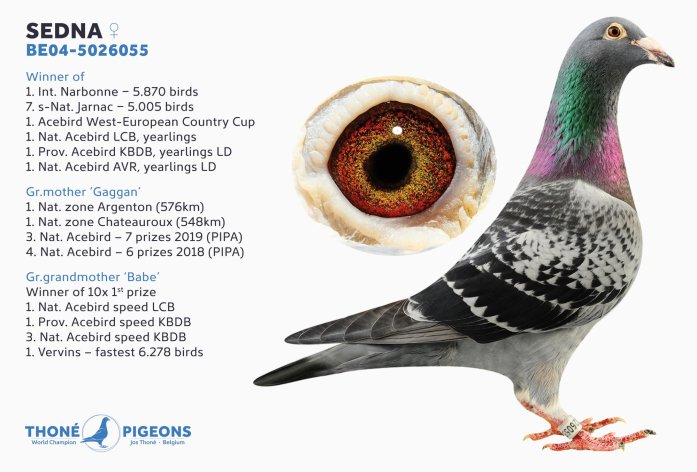 SEDNA ♀
BE04-5026055
Winner of
1. Int. Narbonne – 5.870 birds
7. s-Nat. Jarnac – 5.005 birds
1. Acebird West-European Country Cup
1. Nat. Acebird LCB, yearlings
1. Prov. Acebird KBDB, yearlings LD
1. Nat. Acebird AVR, yearlings LD
Gr.mother ‘Gaggan’
1. Nat. zone Argenton (576km)
1. Nat. zone Chateauroux (548km)
3. Nat. Acebird – 7 prizes 2019 (PIPA)
4. Nat. Acebird – 6 prizes 2018 (PIPA)
Gr.grandmother ‘Babe’
Winner of 10x 1st prize
1. Nat. Acebird speed LCB
1. Prov. Acebird speed KBDB
3. Nat. Acebird speed KBDB
1. Vervins – fastest 6.278 birds
THONÉ PIGEONS
World Champion Jos Thoné - Belgium